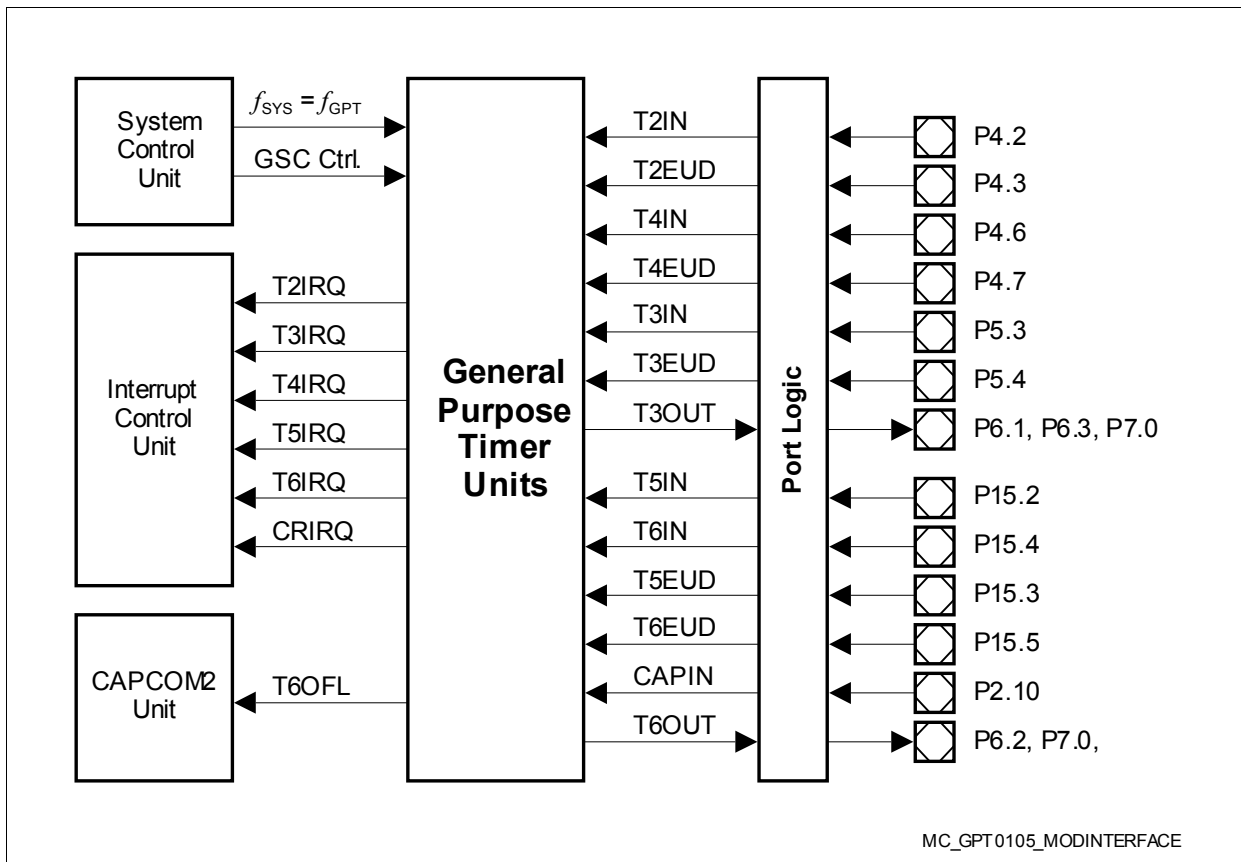 System
Control
Unit
fSYS = fGPT
GSC Ctrl.
Interrupt
Control
Unit
T2IRQ
T3IRQ
T4IRQ
T5IRQ
T6IRQ
CRIRQ
CAPCOM2
Unit
T6OFL
General
Purpose
Timer
Units
T2IN
T2EUD
T4IN
T4EUD
T3IN
T3EUD
T3OUT
T5IN
T6IN
T5EUD
T6EUD
CAPIN
T6OUT
Port Logic
P4.2
P4.3
P4.6
P4.7
P5.3
P5.4
P6.1, P6.3, P7.0
P15.2
P15.4
P15.3
P15.5
P2.10
P6.2, P7.0,
MC_GPT0105_MODINTERFACE